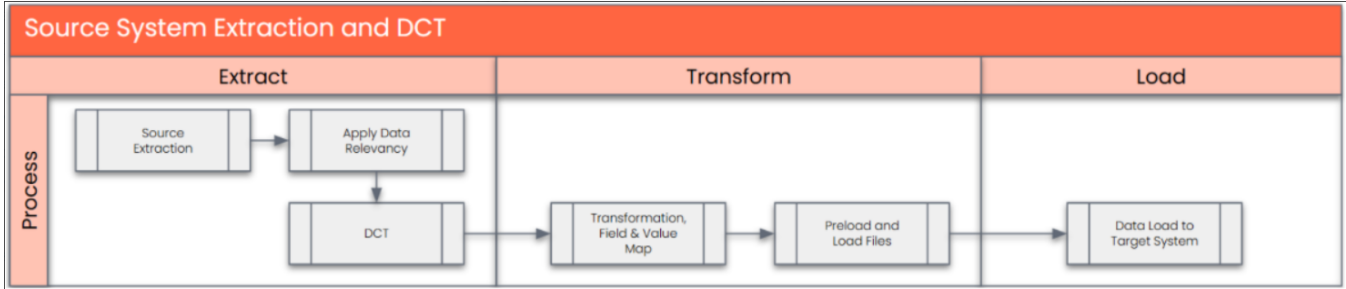 Source System Extraction and DCT
Extract
Transform
Load
Process
Source
Extraction
Apply Data
Relevancy
DCT
Transformation,
Field & Value
Map
Preload and
Load Files
Data Load to
Target System